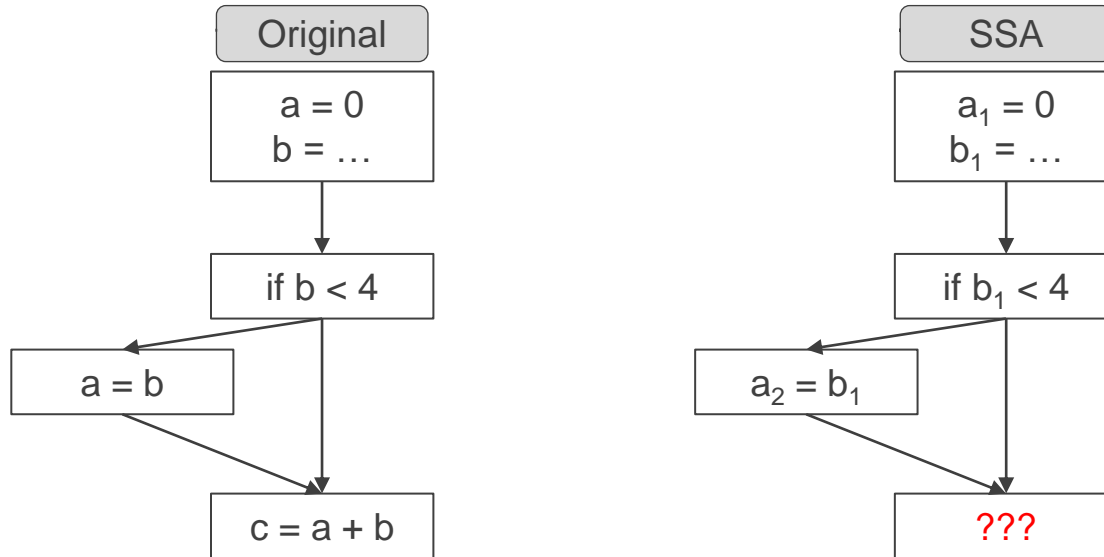 Original
a = 0
b = …
if b < 4
a = b
c = a + b
SSA
a₁ = 0
b₁ = …
if b₁ < 4
a₂ = b₁
???